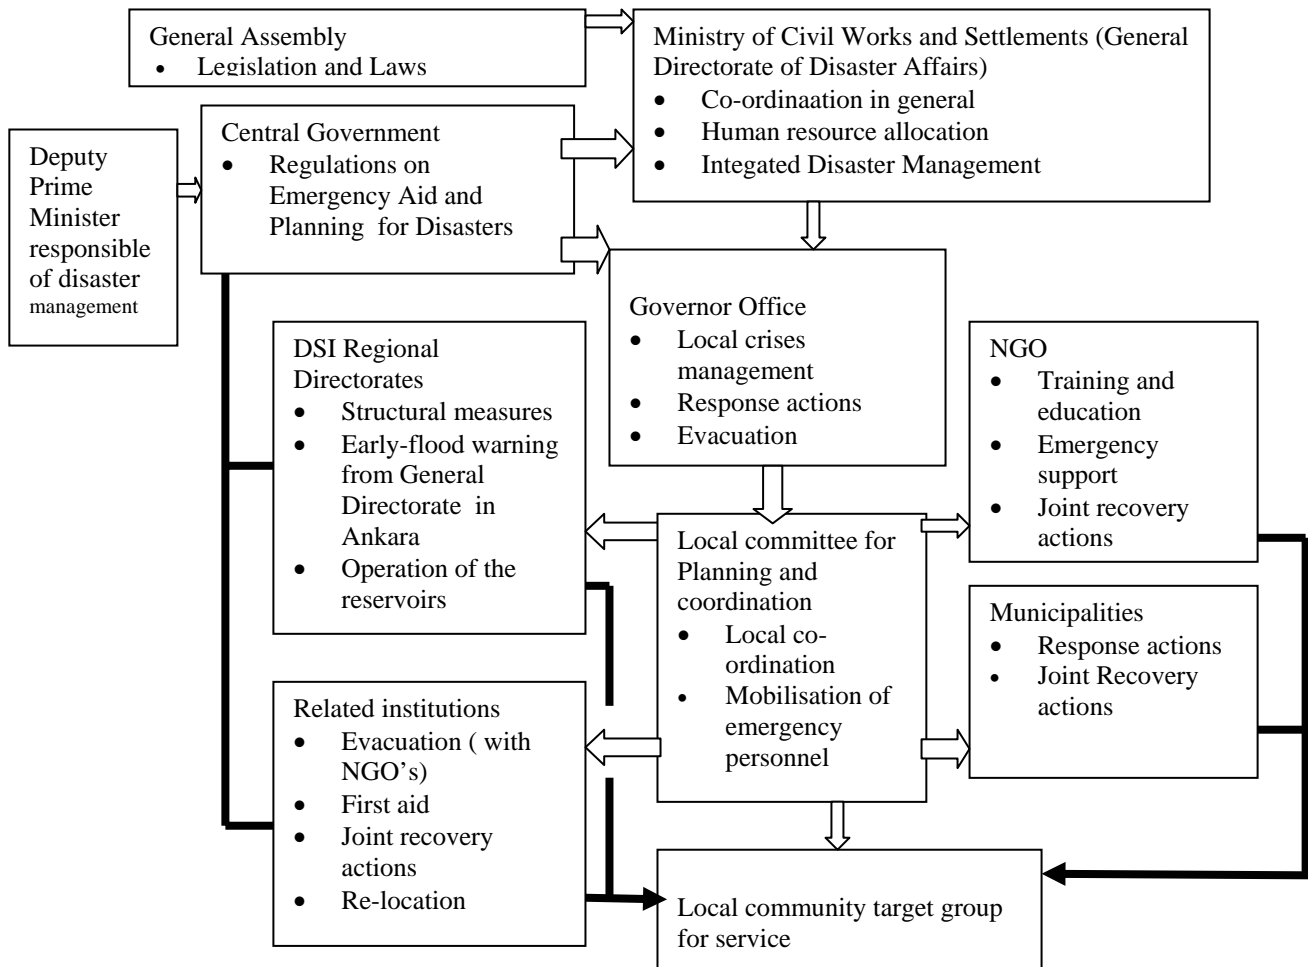 General Assembly
• Legislation and Laws
Ministry of Civil Works and Settlements (General
Directorate of Disaster Affairs)
• Co-ordinaation in general
• Human resource allocation
• Integated Disaster Management
Deputy
Prime
Minister
responsible
of disaster
management
Central Government
• Regulations on
Emergency Aid and
Planning for Disasters
Governor Office
• Local crises
management
• Response actions
• Evacuation
DSI Regional
Directorates
• Structural measures
• Early-flood warning
from General
Directorate in
Ankara
• Operation of the
reservoirs
NGO
• Training and
education
• Emergency
support
• Joint recovery
actions
Local committee for
Planning and
coordination
• Local co-
ordination
• Mobilisation of
emergency
personnel
Municipalities
• Response actions
• Joint Recovery
actions
Related institutions
• Evacuation ( with
NGO’s)
• First aid
• Joint recovery
actions
• Re-location
Local community target group
for service